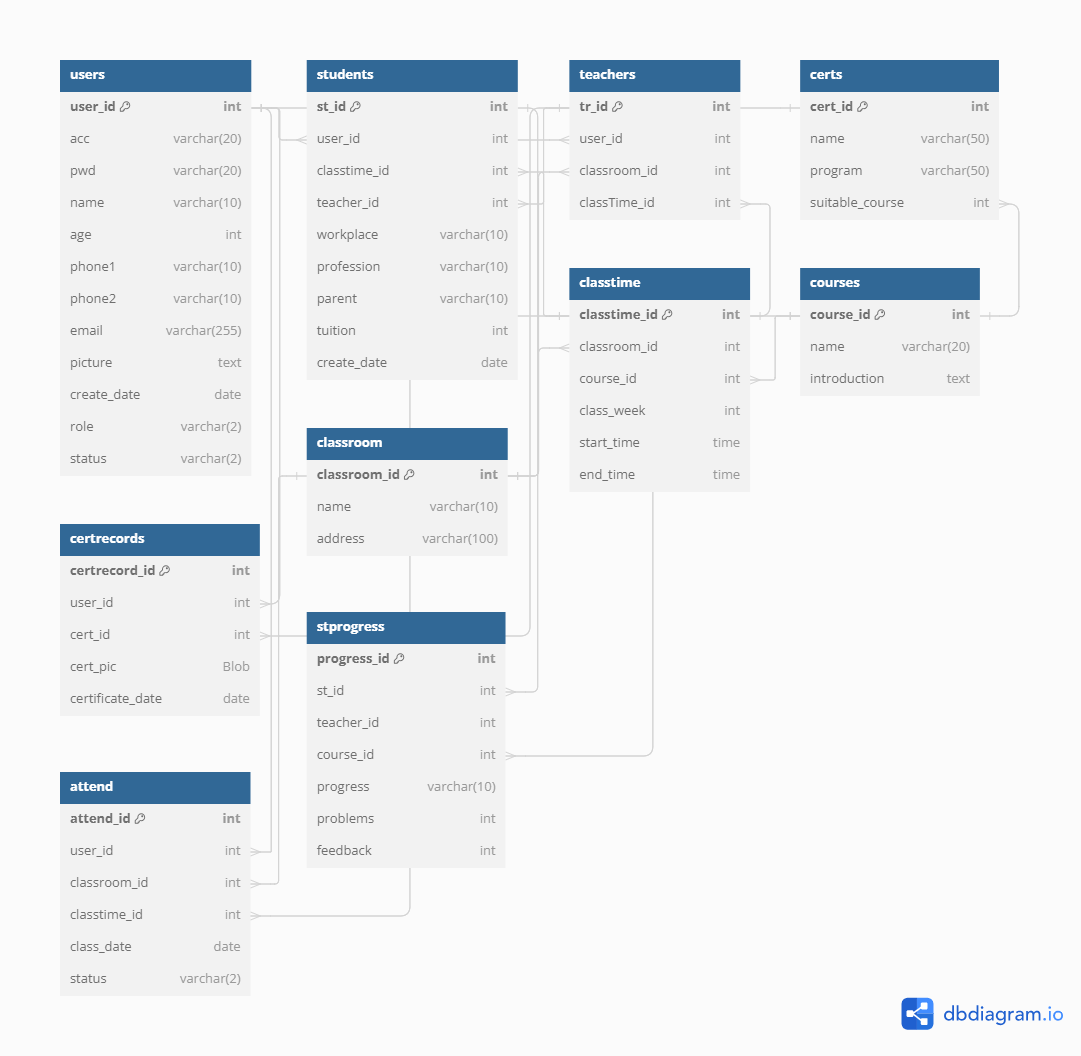 users
user_id int
acc varchar(20)
pwd varchar(20)
name varchar(10)
age int
phone1 varchar(10)
phone2 varchar(10)
email varchar(255)
picture text
create_date date
role varchar(2)
status varchar(2)
students
st_id int
user_id int
classtime_id int
teacher_id int
workplace varchar(10)
profession varchar(10)
parent varchar(10)
tuition int
create_date date
teachers
tr_id int
user_id int
classroom_id int
classTime_id int
certs
cert_id int
name varchar(50)
program varchar(50)
suitable_course int
classtime
classtime_id int
classroom_id int
course_id int
class_week int
start_time time
end_time time
courses
course_id int
name varchar(20)
introduction text
classroom
classroom_id int
name varchar(10)
address varchar(100)
certrecords
certrecord_id int
user_id int
cert_id int
cert_pic Blob
certificate_date date
stprogress
progress_id int
st_id int
teacher_id int
course_id int
progress varchar(10)
problems int
feedback int
attend
attend_id int
user_id int
classroom_id int
classtime_id int
class_date date
status varchar(2)
dbdiagram.io